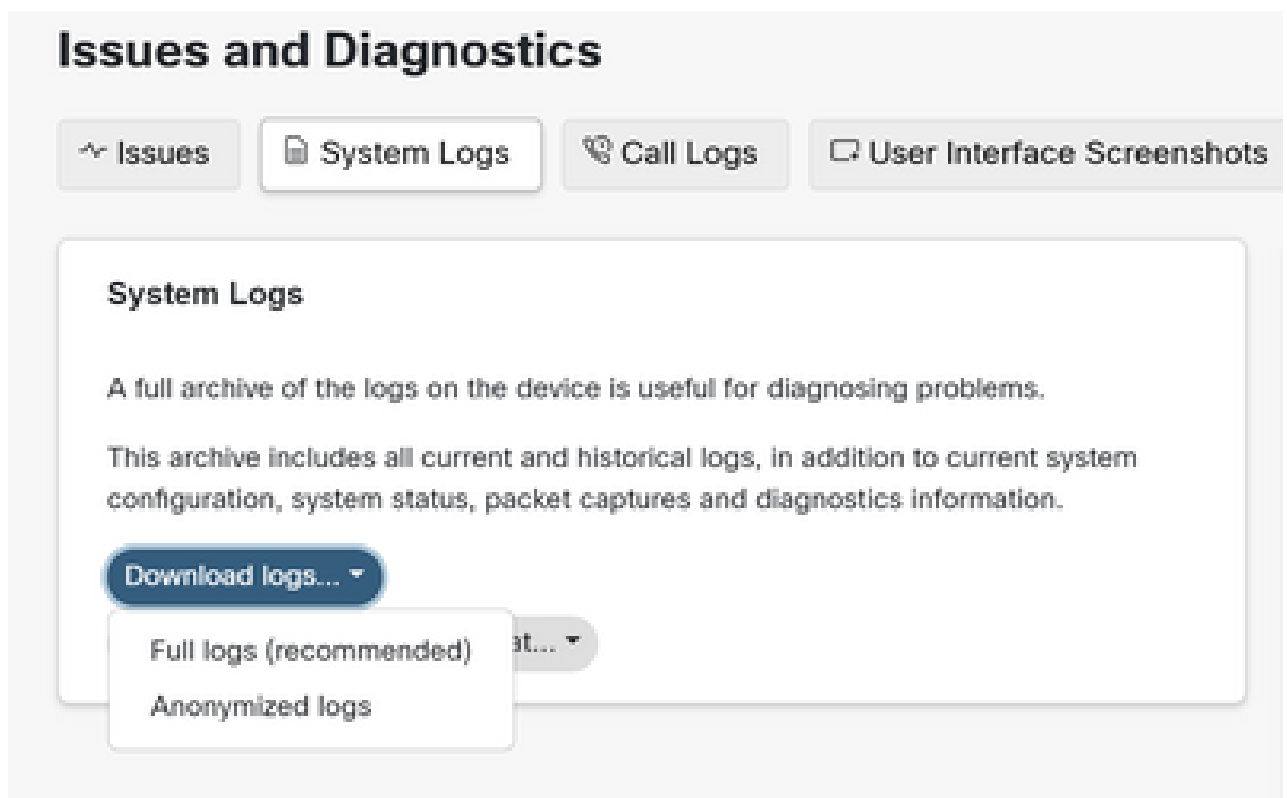 Issues and Diagnostics
Issues
System Logs
Call Logs
User Interface Screenshots
System Logs
A full archive of the logs on the device is useful for diagnosing problems.
This archive includes all current and historical logs, in addition to current system
configuration, system status, packet captures and diagnostics information.
Download logs...
Full logs (recommended)
Anonymized logs